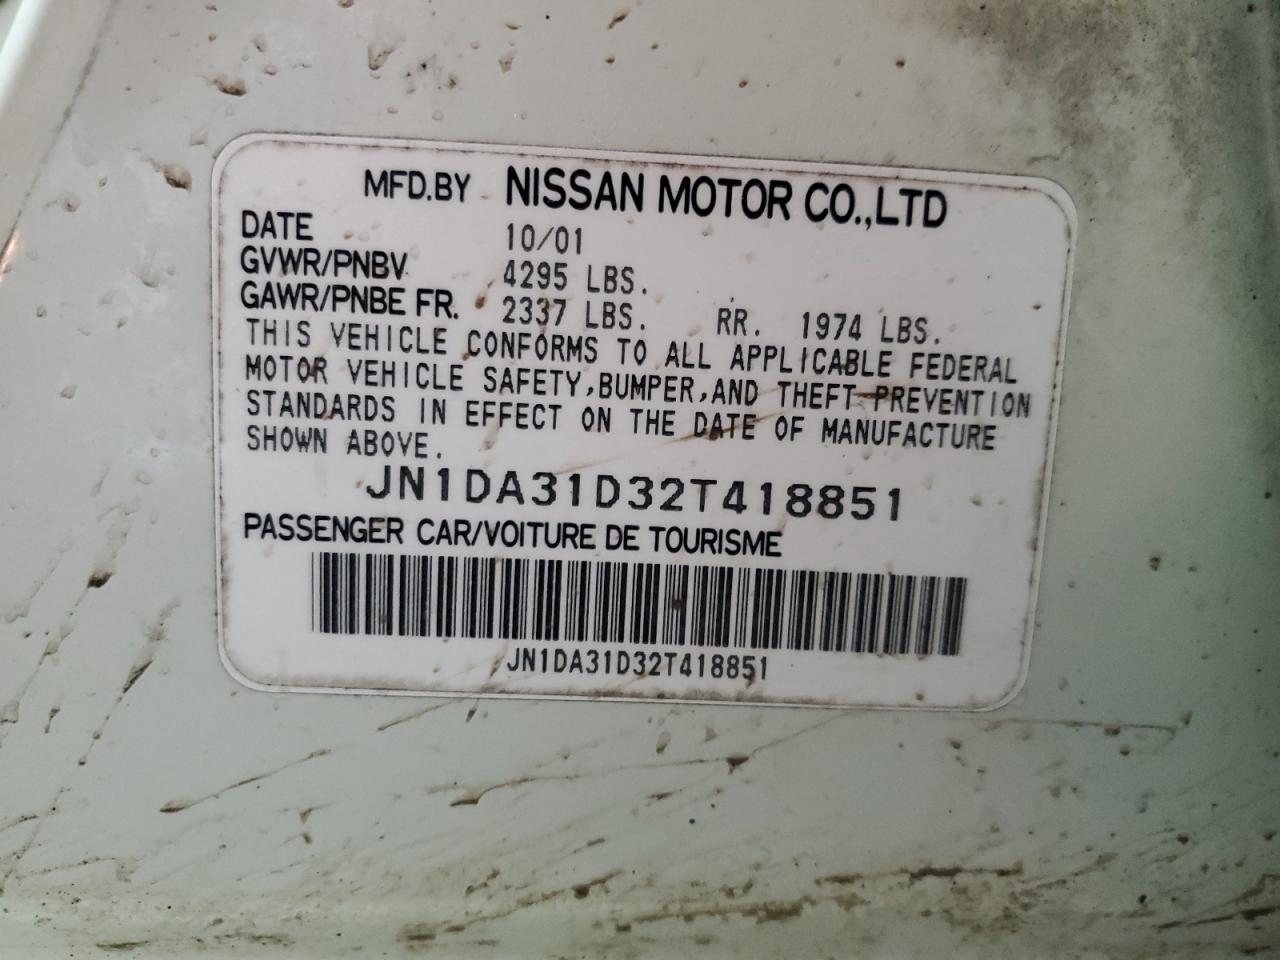 MFD.BY NISSAN MOTOR CO.,LTD
DATE 10/01
GVWR/PNBV 4295 LBS.
GAWR/PNBE FR. 2337 LBS. RR. 1974 LBS.
THIS VEHICLE CONFORMS TO ALL APPLICABLE FEDERAL
MOTOR VEHICLE SAFETY,BUMPER,AND THEFT PREVENTION
STANDARDS IN EFFECT ON THE DATE OF MANUFACTURE
SHOWN ABOVE.
JN1DA31D32T418851
PASSENGER CAR/VOITURE DE TOURISME
JN1DA31D32T418851